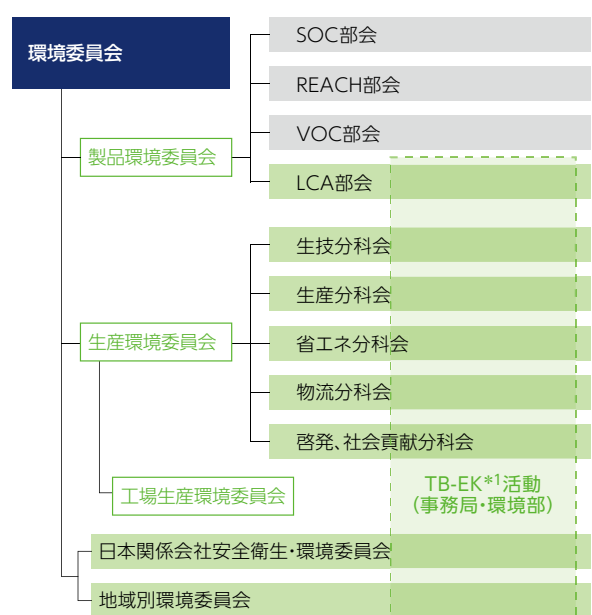 環境委員会
製品環境委員会
SOC部会
REACH部会
VOC部会
LCA部会
生産環境委員会
生技分科会
生産分科会
省エネ分科会
物流分科会
啓発、社会貢献分科会
工場生産環境委員会
TB-EK*1活動
(事務局・環境部)
日本関係会社安全衛生・環境委員会
地域別環境委員会